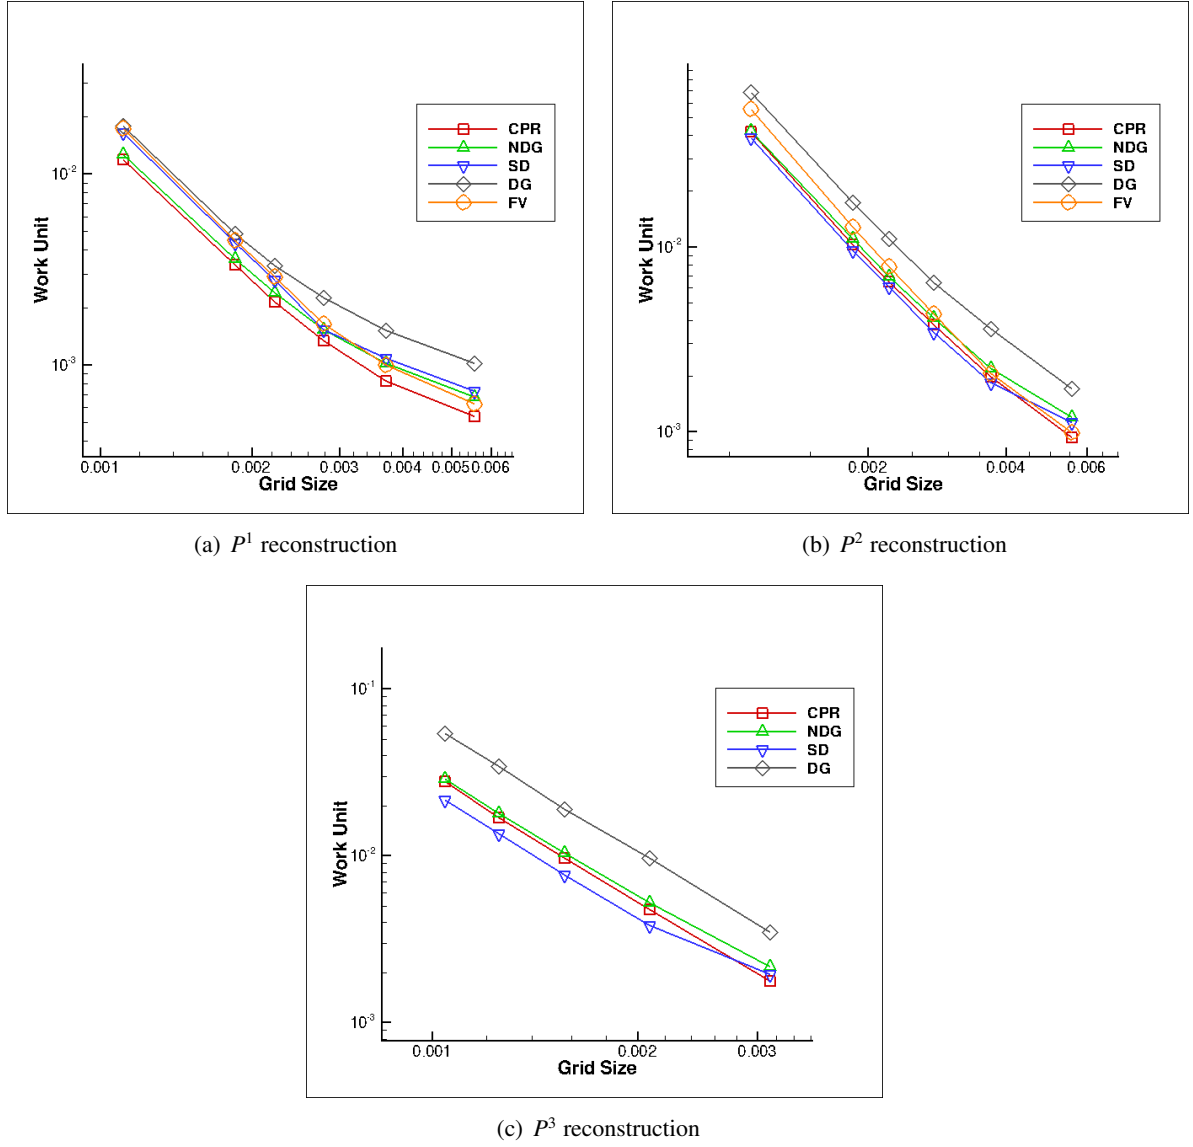 CPR
NDG
SD
DG
FV
10^-2
10^-3
Work Unit
0.001 0.002 0.003 0.004 0.005 0.006
Grid Size
(a) P^1 reconstruction
CPR
NDG
SD
DG
FV
10^-2
10^-3
Work Unit
0.002 0.004 0.006
Grid Size
(b) P^2 reconstruction
10^-1
CPR
NDG
SD
DG
10^-2
10^-3
Work Unit
0.001 0.002 0.003
Grid Size
(c) P^3 reconstruction